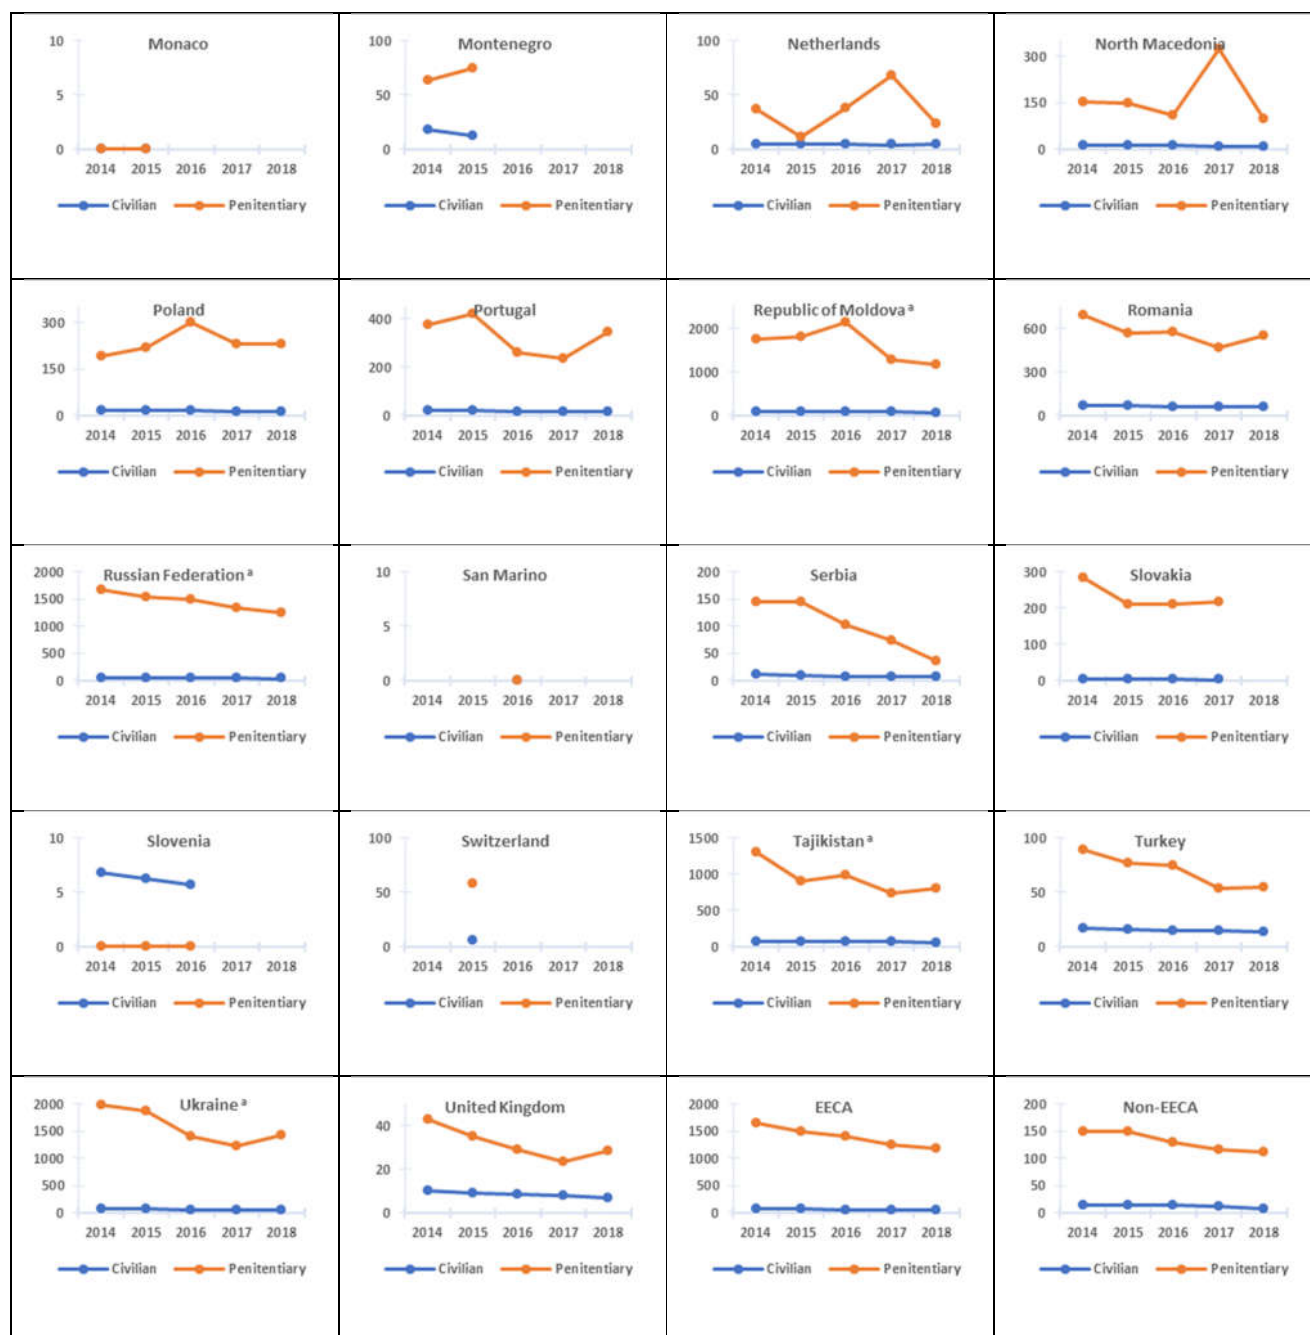 Monaco
10
5
0
2014 2015 2016 2017 2018
Civilian Penitentiary
Montenegro
100
50
0
2014 2015 2016 2017 2018
Civilian Penitentiary
Netherlands
100
50
0
2014 2015 2016 2017 2018
Civilian Penitentiary
North Macedonia
300
150
0
2014 2015 2016 2017 2018
Civilian Penitentiary
Poland
300
150
0
2014 2015 2016 2017 2018
Civilian Penitentiary
Portugal
400
200
0
2014 2015 2016 2017 2018
Civilian Penitentiary
Republic of Moldova ª
2000
1000
0
2014 2015 2016 2017 2018
Civilian Penitentiary
Romania
600
300
0
2014 2015 2016 2017 2018
Civilian Penitentiary
Russian Federation ª
2000
1500
1000
500
0
2014 2015 2016 2017 2018
Civilian Penitentiary
San Marino
10
5
0
2014 2015 2016 2017 2018
Civilian Penitentiary
Serbia
200
150
100
50
0
2014 2015 2016 2017 2018
Civilian Penitentiary
Slovakia
300
200
100
0
2014 2015 2016 2017 2018
Civilian Penitentiary
Slovenia
10
5
0
2014 2015 2016 2017 2018
Civilian Penitentiary
Switzerland
100
50
0
2014 2015 2016 2017 2018
Civilian Penitentiary
Tajikistan ª
1500
1000
500
0
2014 2015 2016 2017 2018
Civilian Penitentiary
Turkey
100
50
0
2014 2015 2016 2017 2018
Civilian Penitentiary
Ukraine ª
2000
1500
1000
500
0
2014 2015 2016 2017 2018
Civilian Penitentiary
United Kingdom
40
20
0
2014 2015 2016 2017 2018
Civilian Penitentiary
EECA
2000
1500
1000
500
0
2014 2015 2016 2017 2018
Civilian Penitentiary
Non-EECA
200
150
100
50
0
2014 2015 2016 2017 2018
Civilian Penitentiary